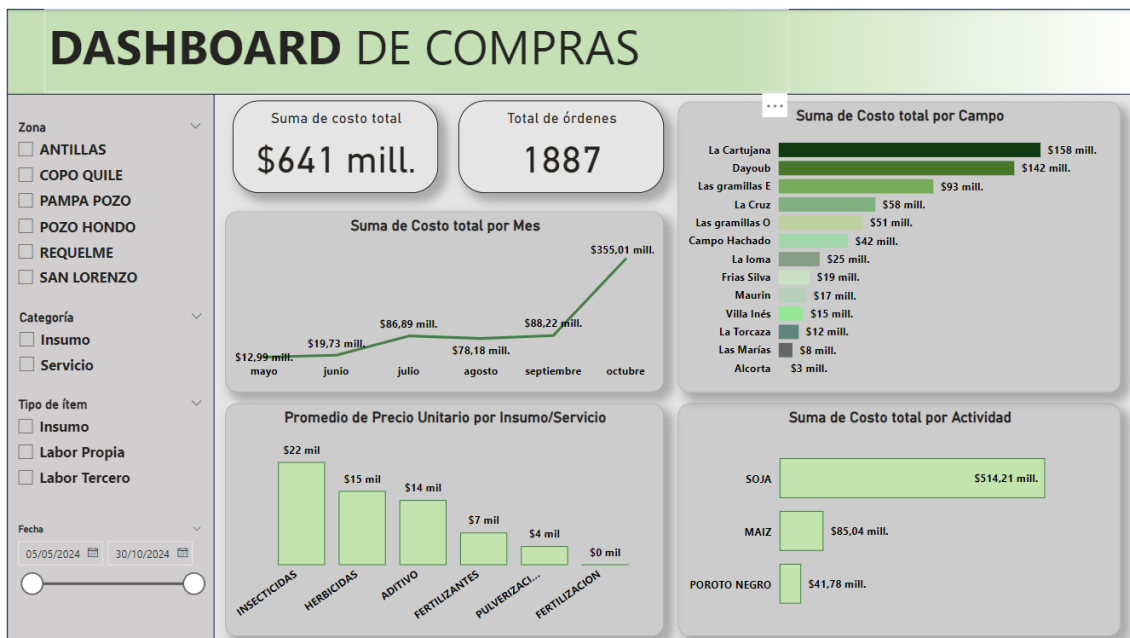 DASHBOARD DE COMPRAS
Zona
ANTILLAS
COPO QUILE
PAMPA POZO
POZO HONDO
REQUELME
SAN LORENZO
Categoría
Insumo
Servicio
Tipo de ítem
Insumo
Labor Propia
Labor Tercero
Fecha
05/05/2024 30/10/2024
Suma de costo total
$641 mill.
Total de órdenes
1887
Suma de Costo total por Mes
$12,99 mill.
$19,73 mill.
$86,89 mill.
$78,18 mill.
$88,22 mill.
$355,01 mill.
mayo junio julio agosto septiembre octubre
Suma de Costo total por Campo
La Cartujana $158 mill.
Dayoub $142 mill.
Las gramillas E $93 mill.
La Cruz $58 mill.
Las gramillas O $51 mill.
Campo Hachado $42 mill.
La loma $25 mill.
Frias Silva $19 mill.
Maurin $17 mill.
Villa Inés $15 mill.
La Torcaza $12 mill.
Las Marías $8 mill.
Alcorta $3 mill.
Promedio de Precio Unitario por Insumo/Servicio
$22 mil
$15 mil
$14 mil
$7 mil
$4 mil
$0 mil
INSECTICIDAS
HERBICIDAS
ADITIVO
FERTILIZANTES
PULVERIZACI...
FERTILIZACION
Suma de Costo total por Actividad
SOJA $514,21 mill.
MAIZ $85,04 mill.
POROTO NEGRO $41,78 mill.